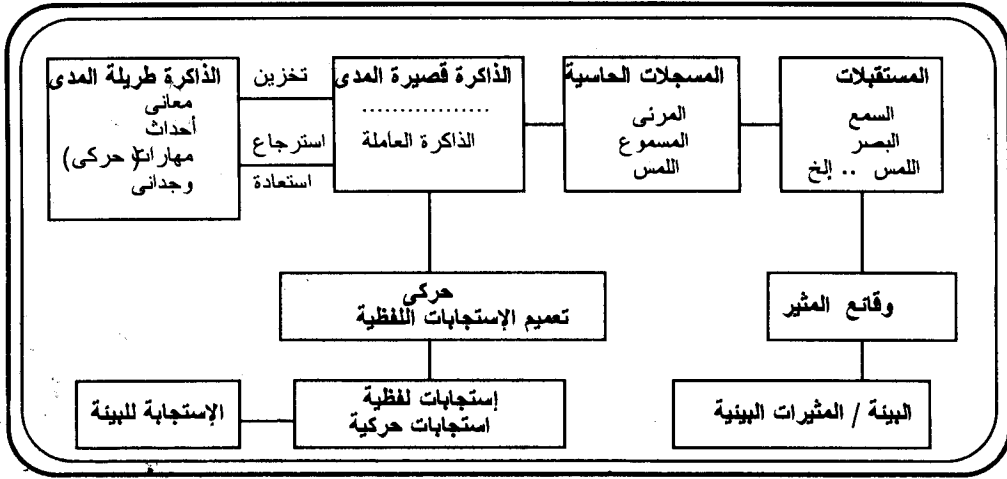 المستقبلات
السمع
البصر
اللمس .. إلخ
المسجلات الحاسية
المرئى
المسموع
اللمس
الذاكرة قصيرة المدى
.................
الذاكرة العاملة
تخزين
استرجاع
استعادة
الذاكرة طريلة المدى
معانى
أحداث
مهارات (حركى)
وجدانى
وقائع المثير
حركى
تعميم الإستجابات اللفظية
البيئة / المثيرات البيئية
إستجابات لفظية
استجابات حركية
الإستجابة للبيئة